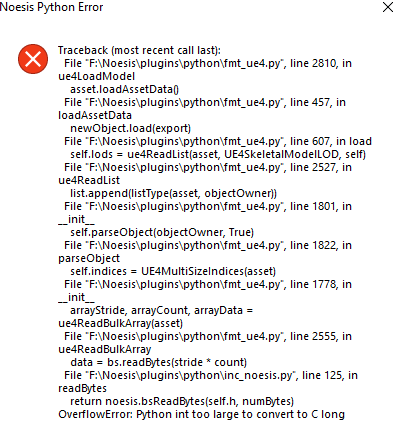 Noesis Python Error
Traceback (most recent call last):
File "F:\Noesis\plugins\python\fmt_ue4.py", line 2810, in
ue4LoadModel
asset.loadAssetData()
File "F:\Noesis\plugins\python\fmt_ue4.py", line 457, in
loadAssetData
newObject.load(export)
File "F:\Noesis\plugins\python\fmt_ue4.py", line 607, in load
self.lods = ue4ReadList(asset, UE4SkeletalModelLOD, self)
File "F:\Noesis\plugins\python\fmt_ue4.py", line 2527, in
ue4ReadList
list.append(listType(asset, objectOwner))
File "F:\Noesis\plugins\python\fmt_ue4.py", line 1801, in
__init__
self.parseObject(objectOwner, True)
File "F:\Noesis\plugins\python\fmt_ue4.py", line 1822, in
parseObject
self.indices = UE4MultiSizeIndices(asset)
File "F:\Noesis\plugins\python\fmt_ue4.py", line 1778, in
__init__
arrayStride, arrayCount, arrayData =
ue4ReadBulkArray(asset)
File "F:\Noesis\plugins\python\fmt_ue4.py", line 2555, in
ue4ReadBulkArray
data = bs.readBytes(stride * count)
File "F:\Noesis\plugins\python\inc_noesis.py", line 125, in
readBytes
return noesis.bsReadBytes(self.h, numBytes)
OverflowError: Python int too large to convert to C long